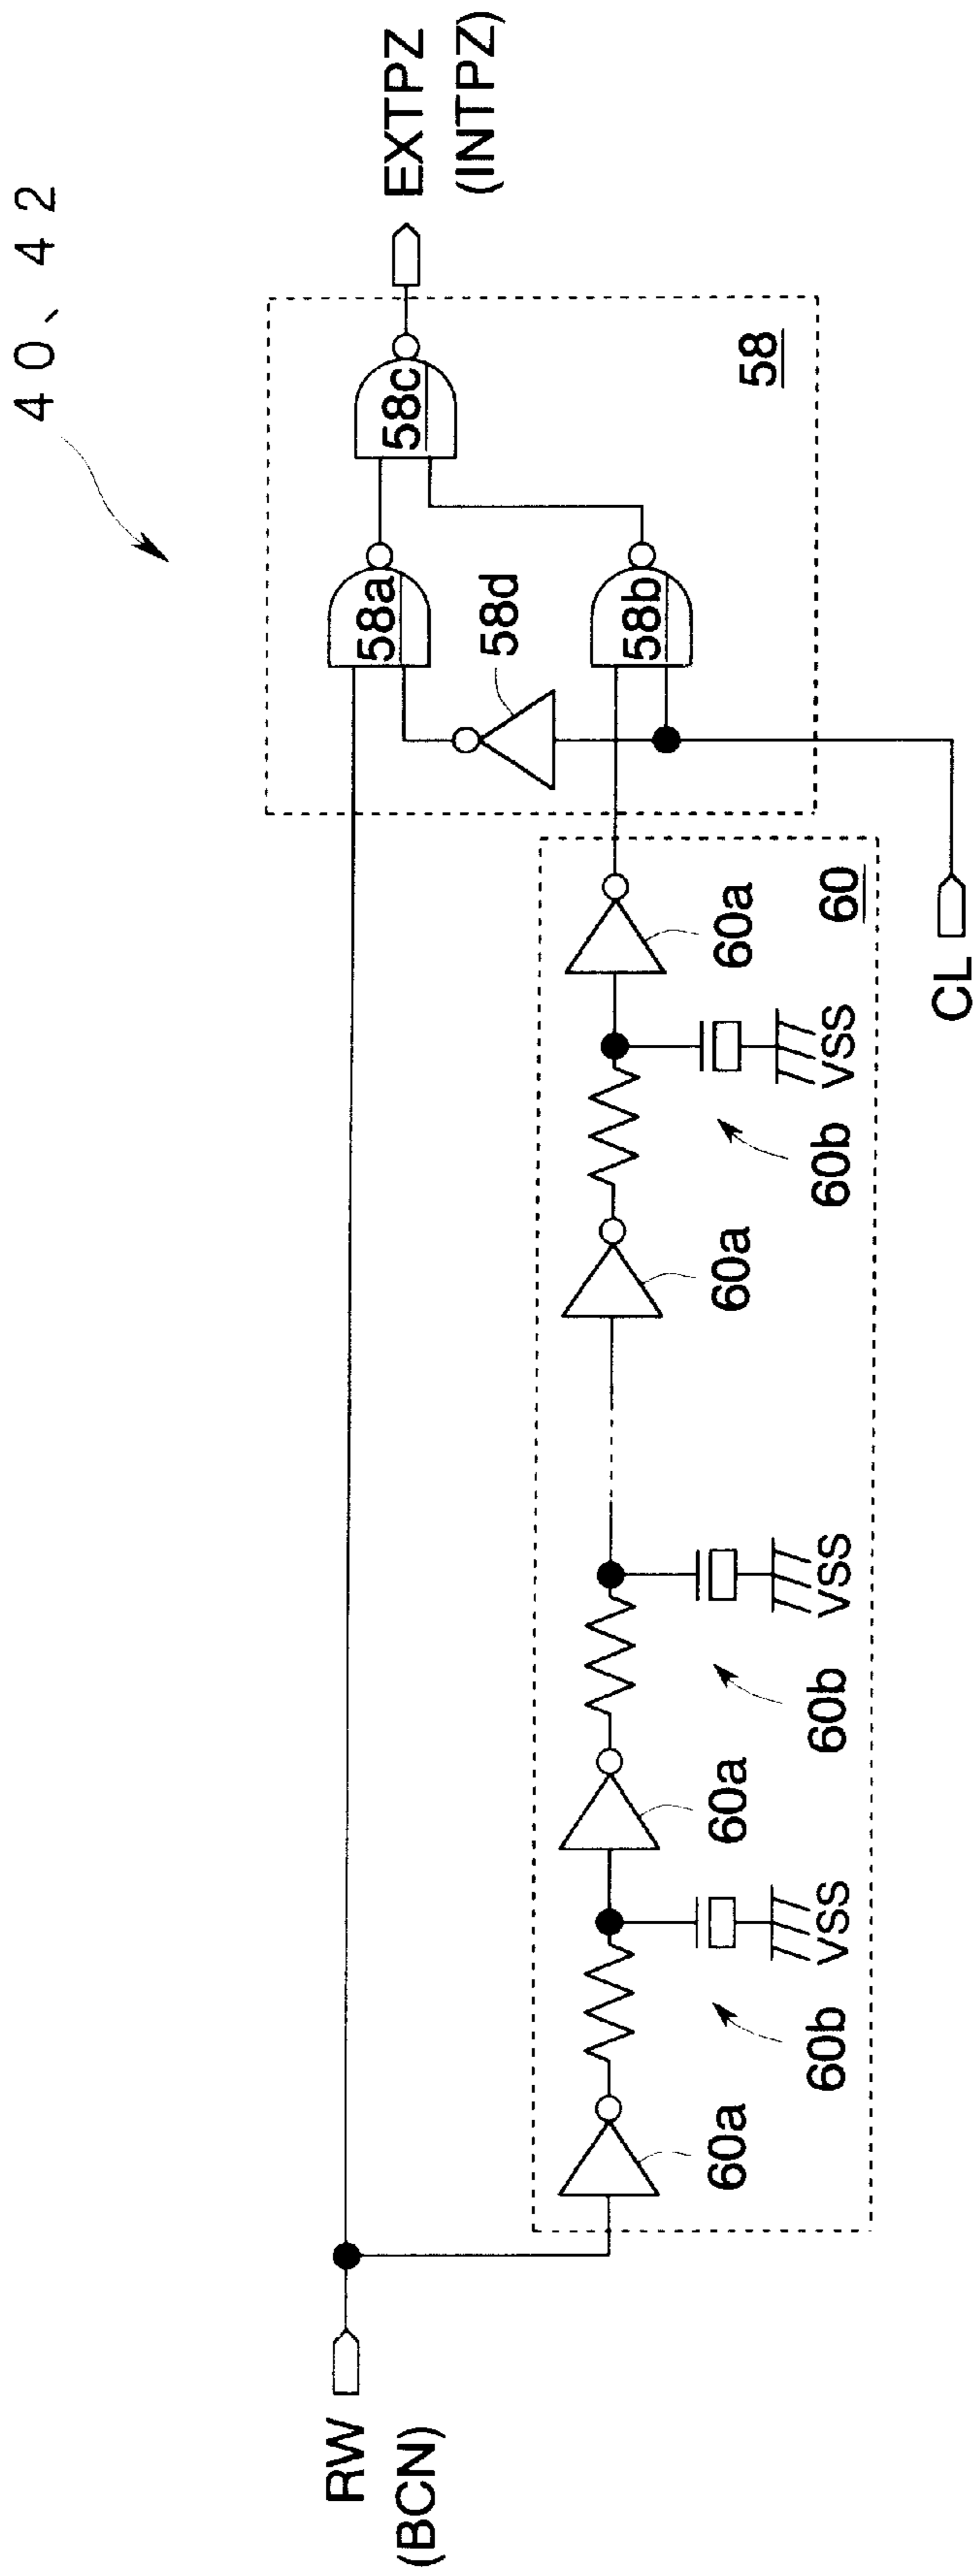 40、42
EXTPZ
(INTPZ)
58c
58
58a
58d
58b
60a
60
CL
VSS
60b
60a
VSS
60b
60a
VSS
60b
60a
RW
(BCN)